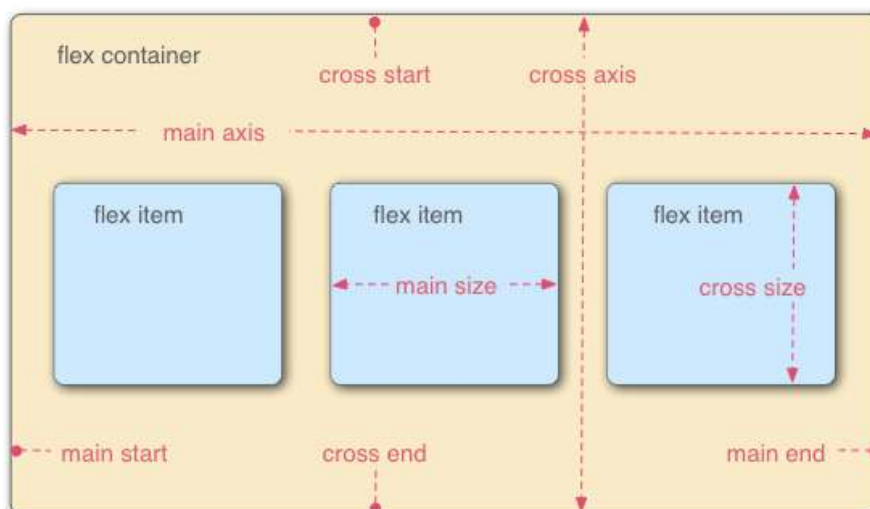 flex container
cross start
cross axis
main axis
flex item
flex item
flex item
main size
cross size
main start
cross end
main end